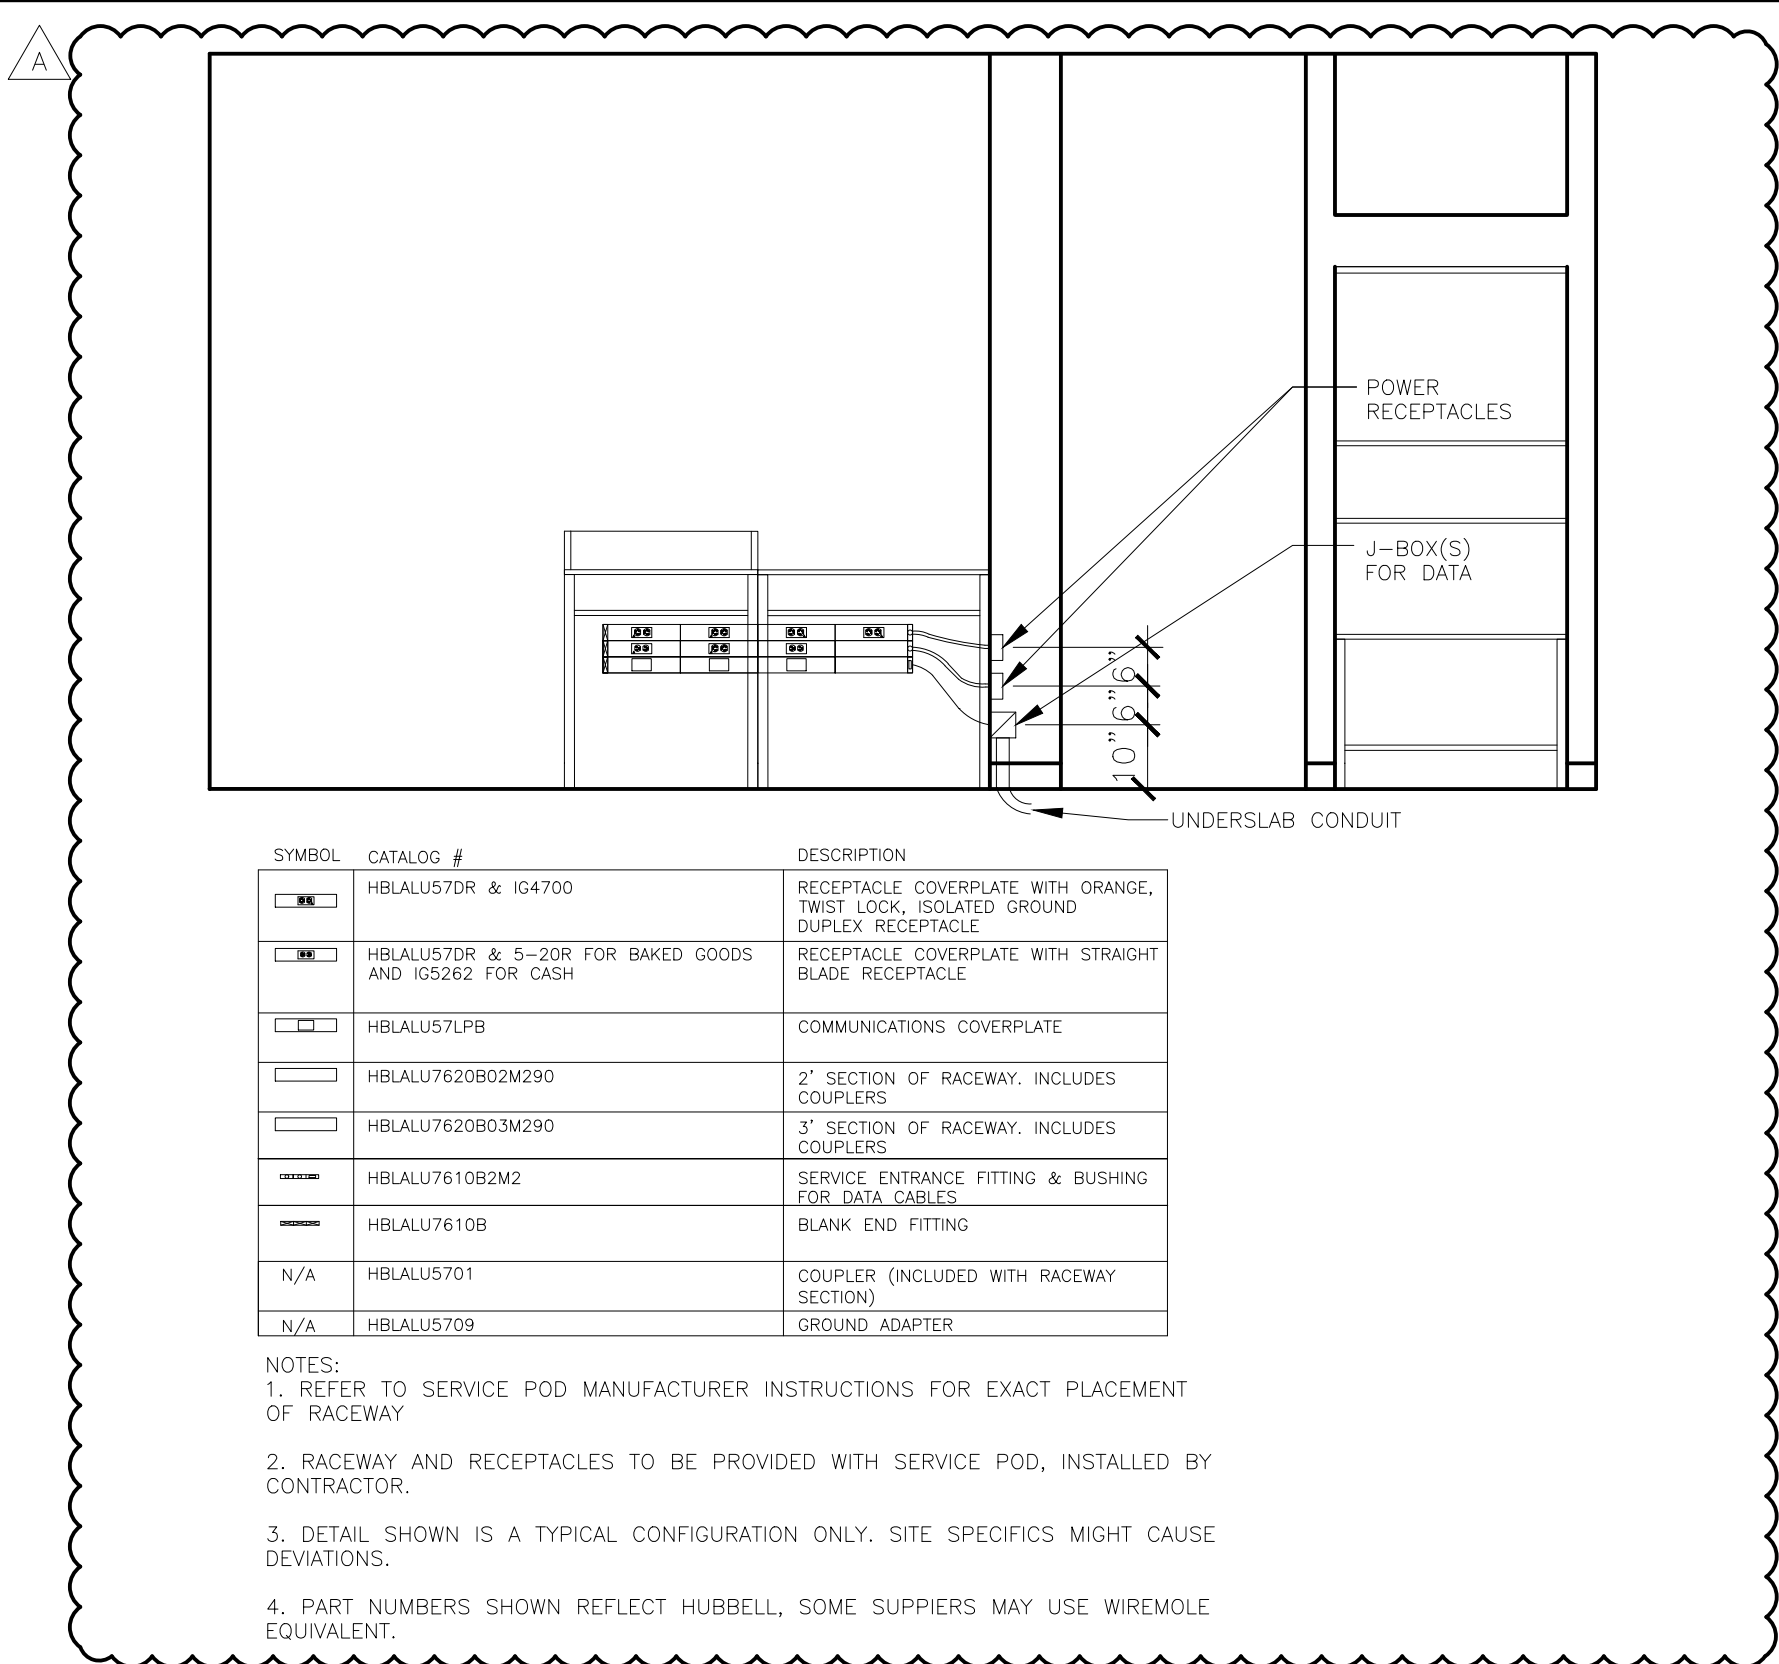 A
POWER
RECEPTACLES
J-BOX(S)
FOR DATA
6"
6"
10"
UNDERSLAB CONDUIT
SYMBOL CATALOG # DESCRIPTION
HBLALU57DR & IG4700
RECEPTACLE COVERPLATE WITH ORANGE,
TWIST LOCK, ISOLATED GROUND
DUPLEX RECEPTACLE
HBLALU57DR & 5-20R FOR BAKED GOODS
AND IG5262 FOR CASH
RECEPTACLE COVERPLATE WITH STRAIGHT
BLADE RECEPTACLE
HBLALU57LPB
COMMUNICATIONS COVERPLATE
HBLALU7620B02M290
2' SECTION OF RACEWAY. INCLUDES
COUPLERS
HBLALU7620B03M290
3' SECTION OF RACEWAY. INCLUDES
COUPLERS
HBLALU7610B2M2
SERVICE ENTRANCE FITTING & BUSHING
FOR DATA CABLES
HBLALU7610B
BLANK END FITTING
N/A
HBLALU5701
COUPLER (INCLUDED WITH RACEWAY
SECTION)
N/A
HBLALU5709
GROUND ADAPTER
NOTES:
1. REFER TO SERVICE POD MANUFACTURER INSTRUCTIONS FOR EXACT PLACEMENT
OF RACEWAY
2. RACEWAY AND RECEPTACLES TO BE PROVIDED WITH SERVICE POD, INSTALLED BY
CONTRACTOR.
3. DETAIL SHOWN IS A TYPICAL CONFIGURATION ONLY. SITE SPECIFICS MIGHT CAUSE
DEVIATIONS.
4. PART NUMBERS SHOWN REFLECT HUBBELL, SOME SUPPIERS MAY USE WIREMOLE
EQUIVALENT.